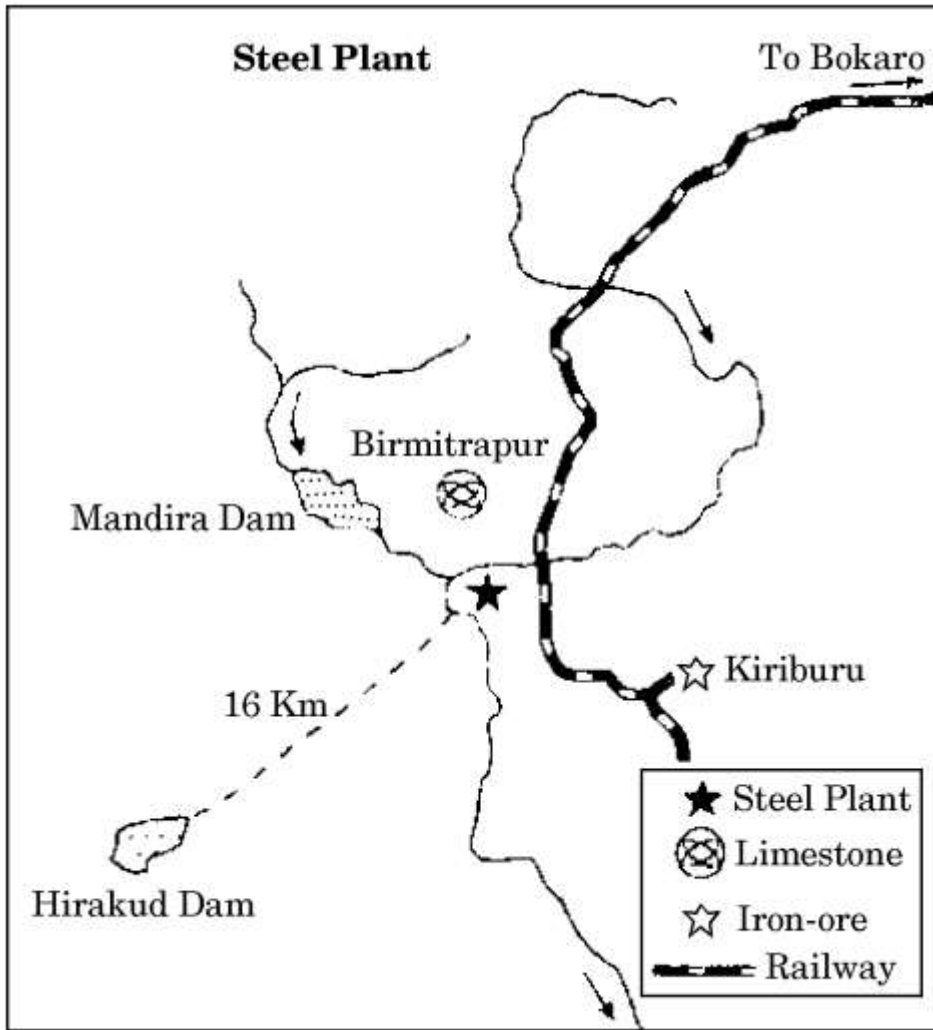 Steel Plant
To Bokaro
Birmitrapur
Mandira Dam
Kiriburu
16 Km
Hirakud Dam
Steel Plant
Limestone
Iron-ore
Railway